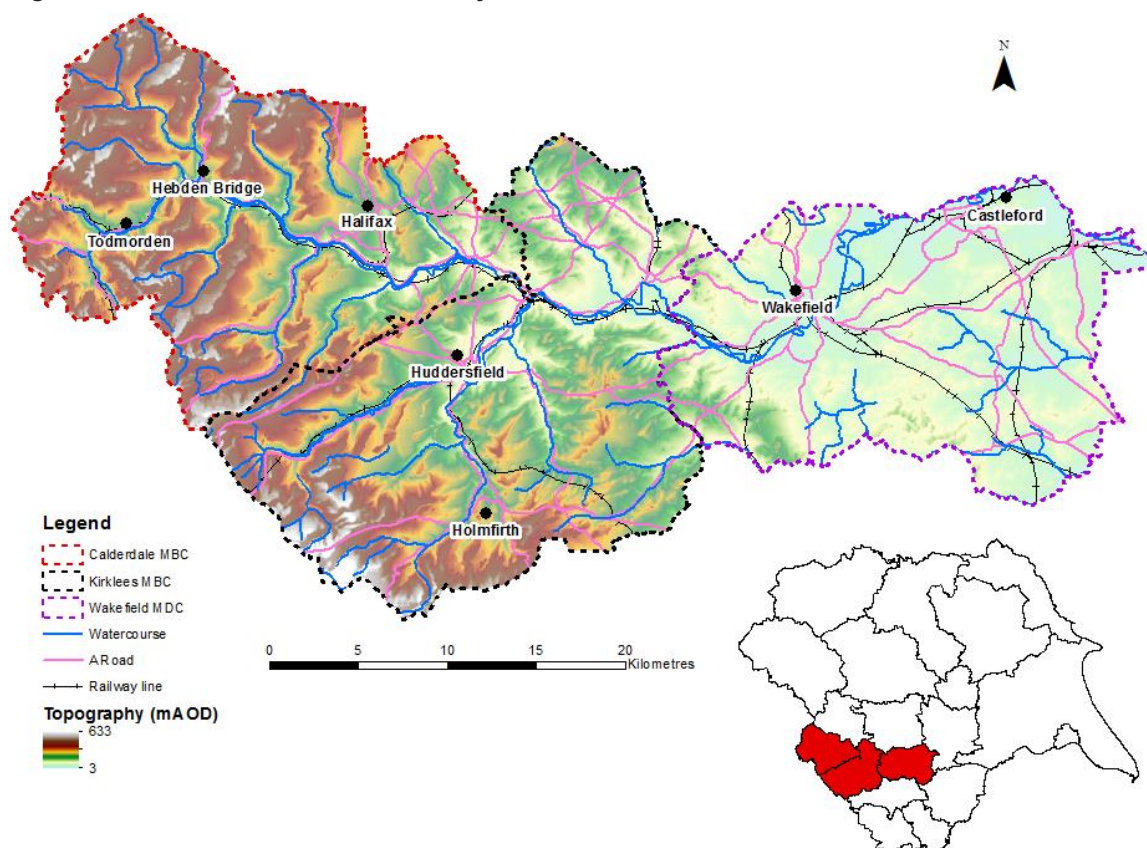 N
Hebden Bridge
Todmorden
Halifax
Castleford
Wakefield
Huddersfield
Holmfirth
Legend
Calderdale MBC
Kirklees MBC
Wakefield MDC
Watercourse
A Road
Railway line
Topography (mAOD)
633
3
0 5 10 12 15 20
Kilometres